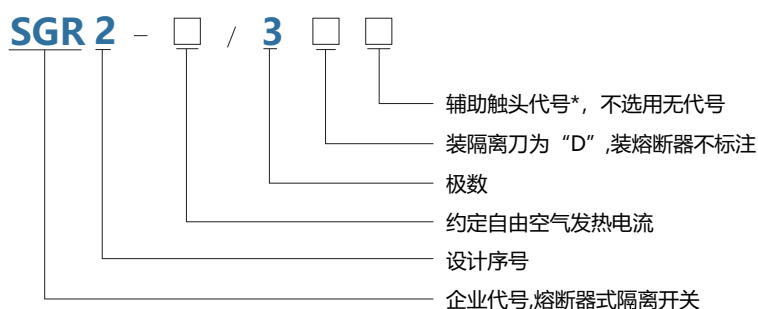 SGR 2 - □ / 3 □ □
辅助触头代号*，不选用无代号
装隔离刀为“D”,装熔断器不标注
极数
约定自由空气发热电流
设计序号
企业代号,熔断器式隔离开关